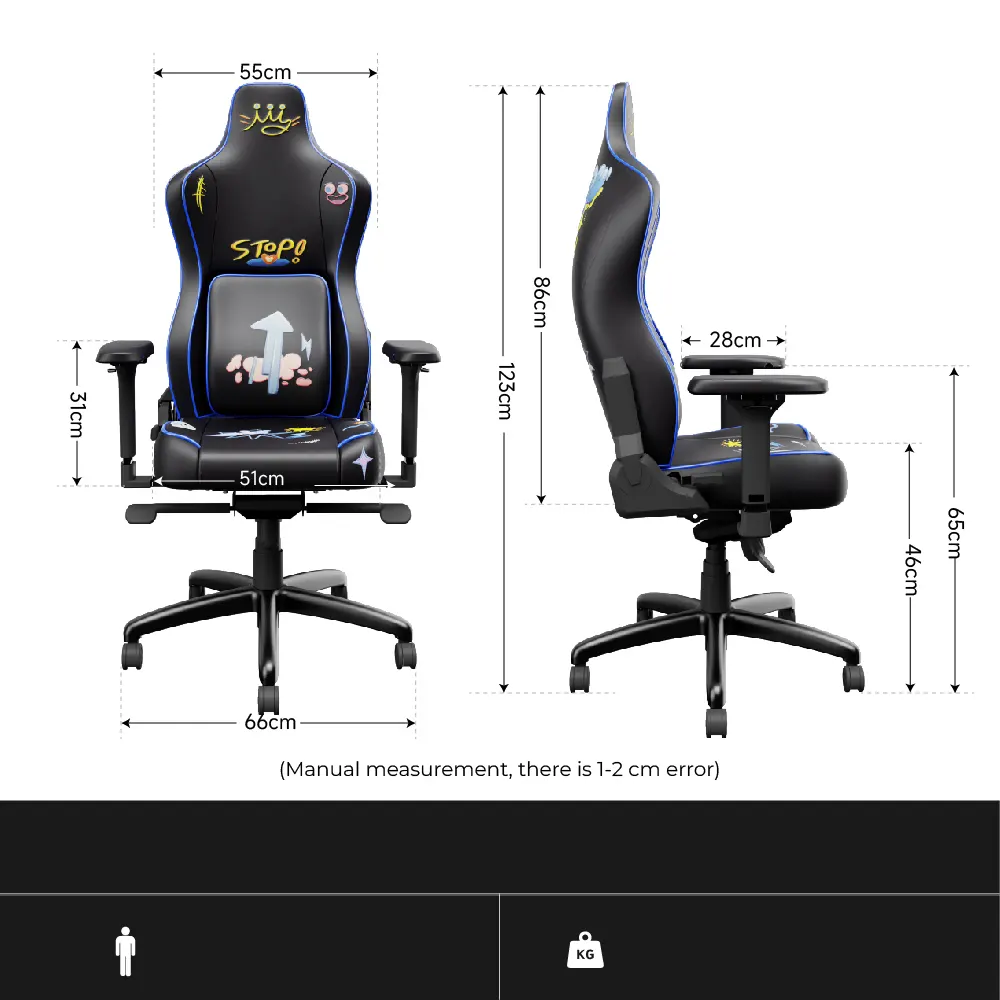 55cm
STOP!
86cm
28cm
123cm
31cm
51cm
65cm
46cm
66cm
(Manual measurement, there is 1-2 cm error)
KG